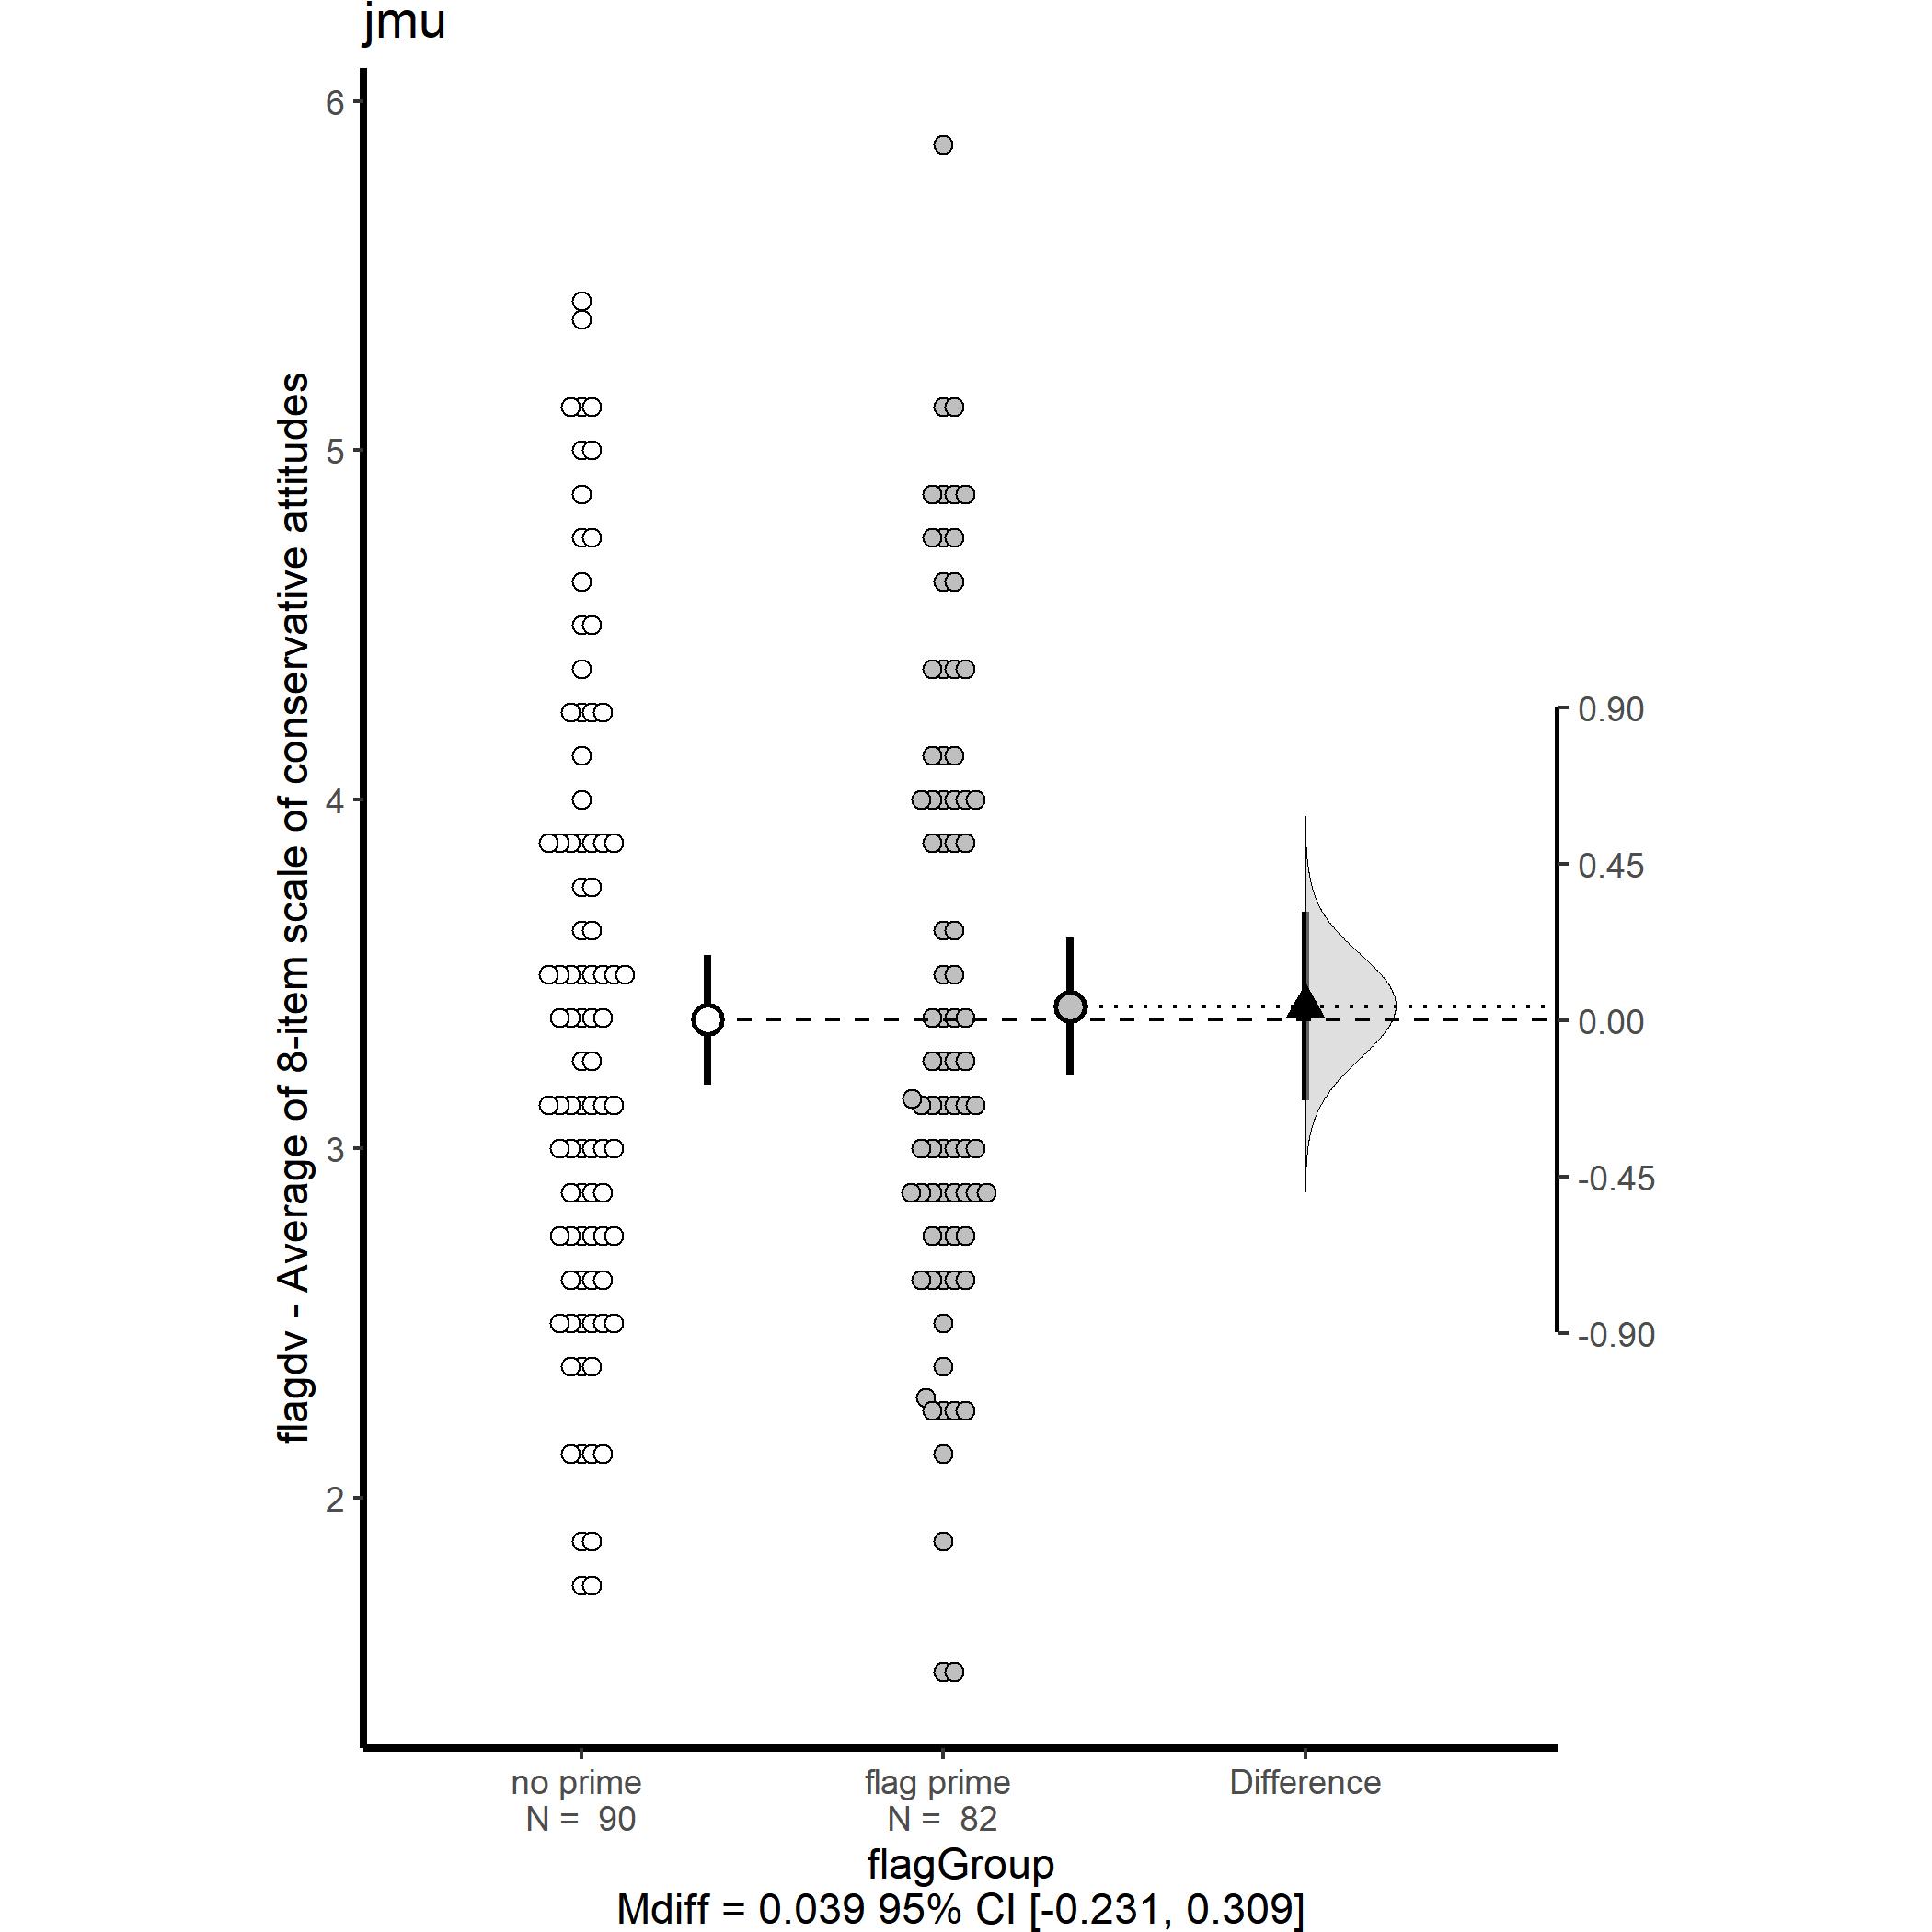 jmu
flagdv - Average of 8-item scale of conservative attitudes
6
5
4
3
2
0.90
0.45
0.00
-0.45
-0.90
no prime
N =  90
flag prime
N =  82
Difference
flagGroup
Mdiff = 0.039 95% CI [-0.231, 0.309]